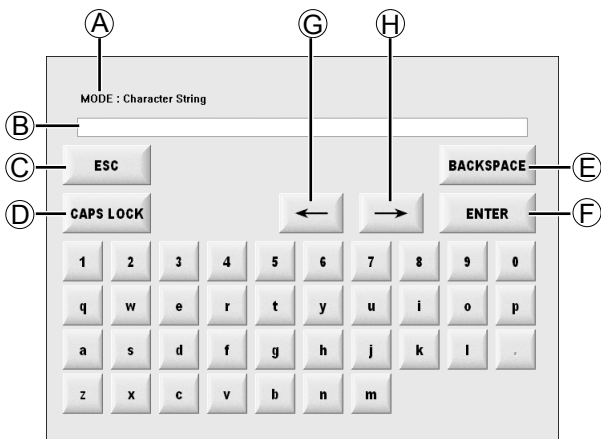 A G H
MODE : Character String
B
C ESC BACKSPACE E
D CAPS LOCK ← → ENTER F
1 2 3 4 5 6 7 8 9 0
q w e r t y u i o p
a s d f g h j k l
z x c v b n m